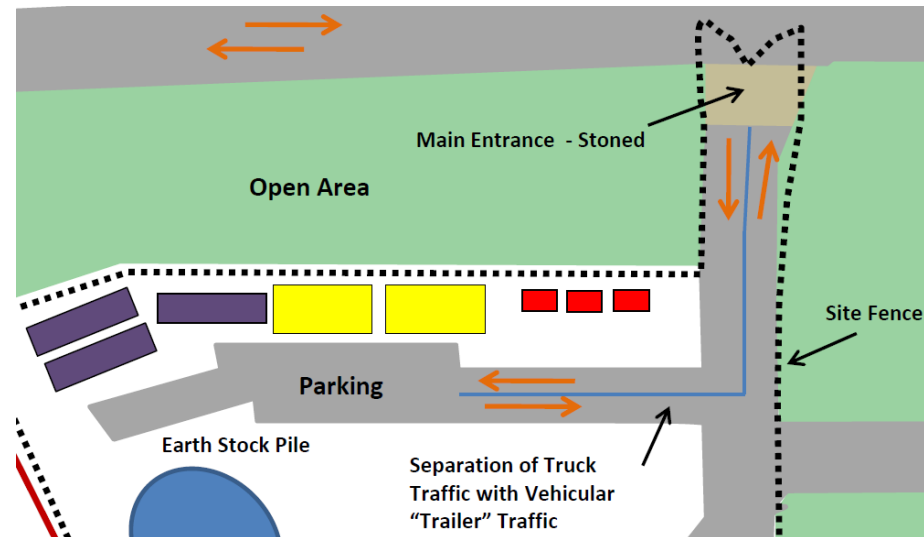 Main Entrance - Stoned
Open Area
Site Fence
Parking
Earth Stock Pile
Separation of Truck
Traffic with Vehicular
“Trailer” Traffic